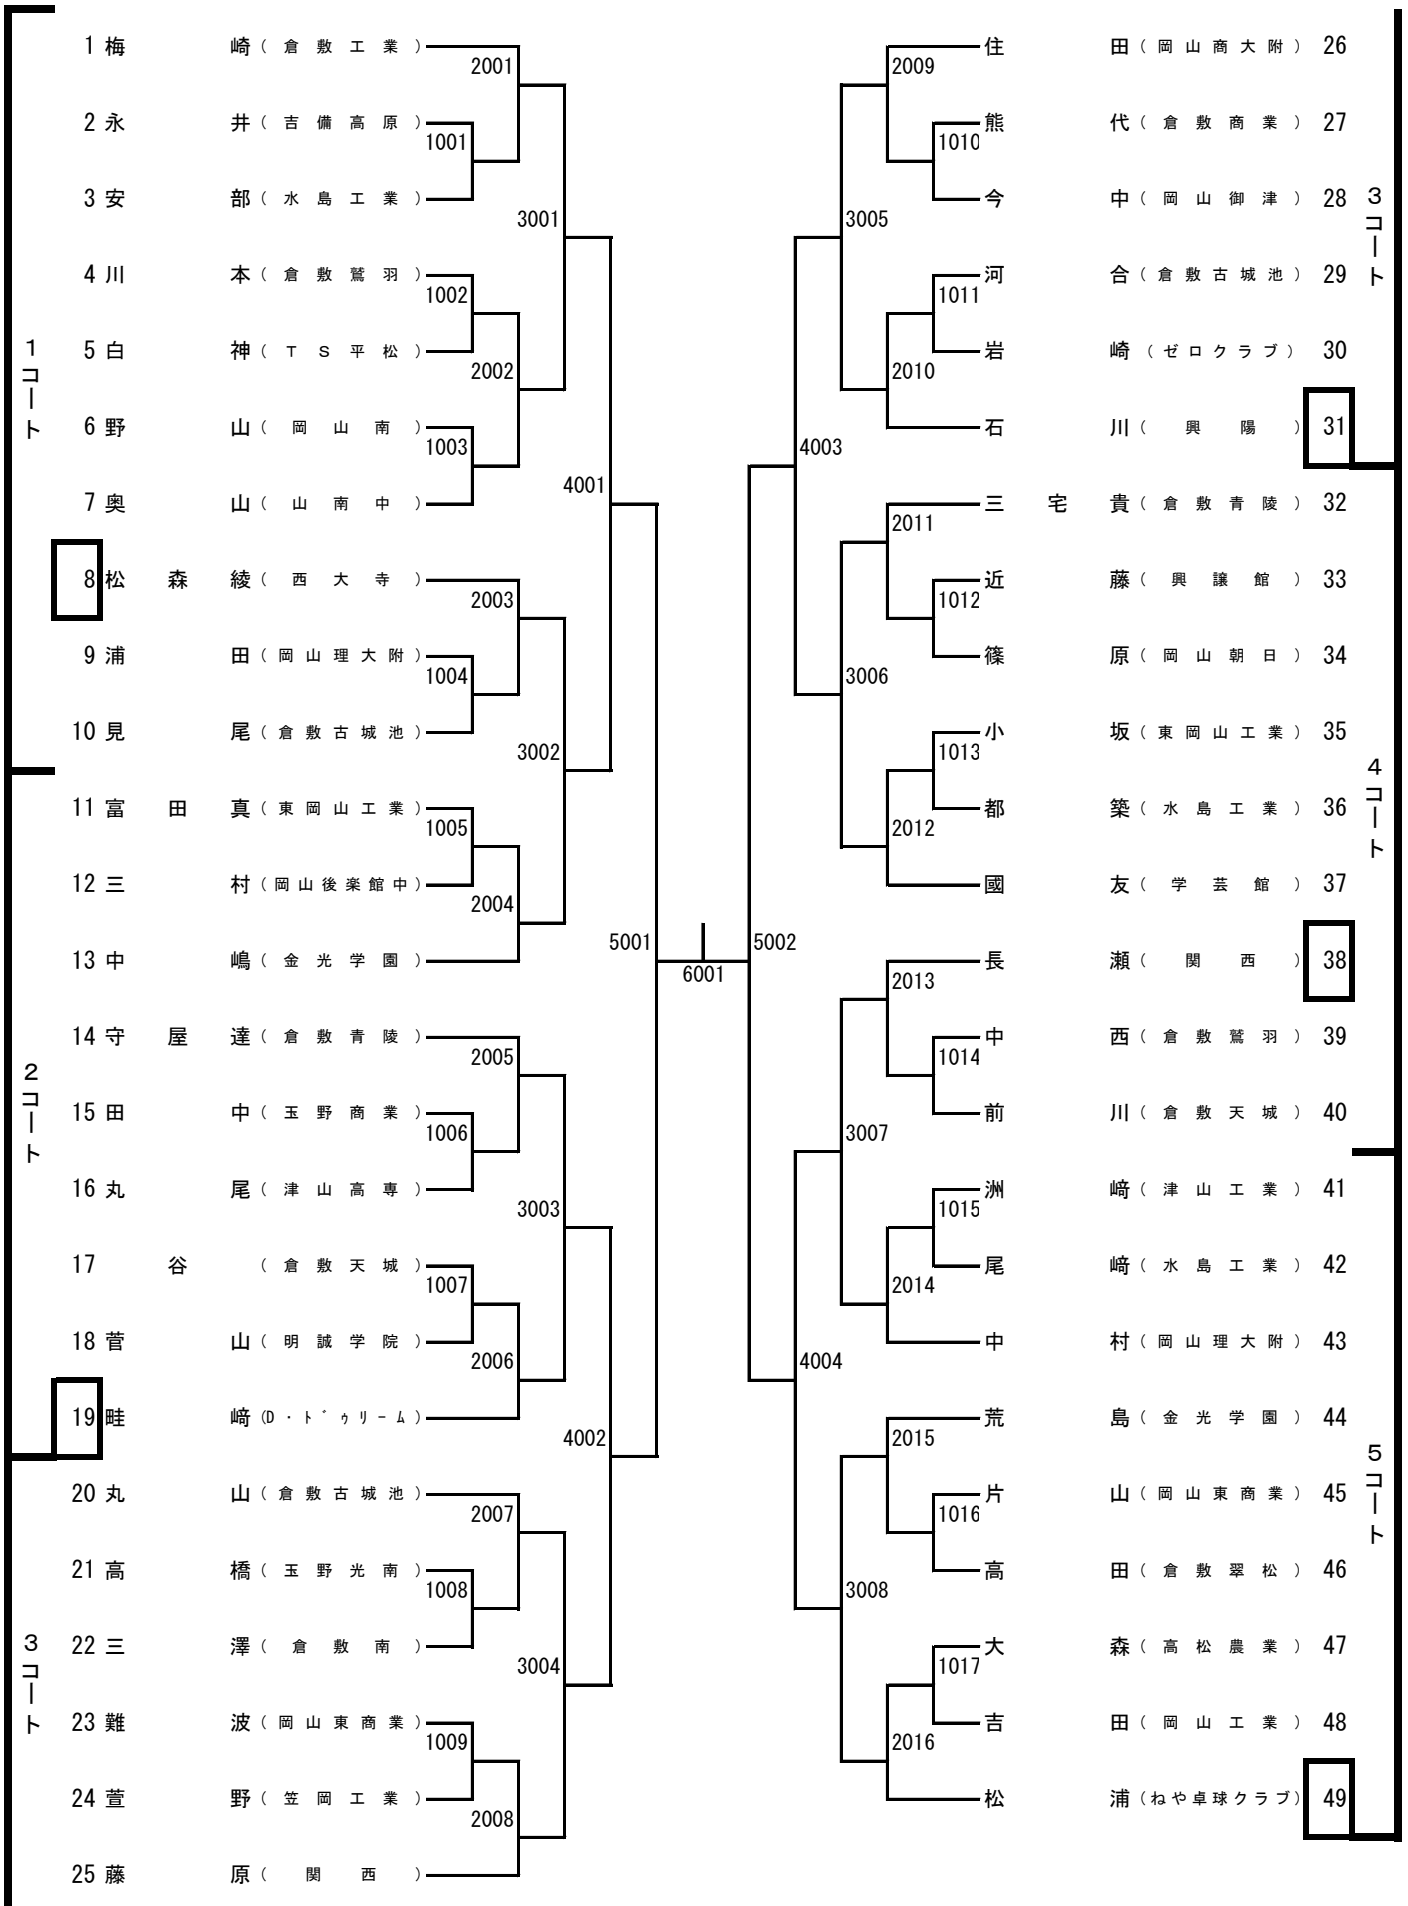 1 梅崎（倉敷工業）
2001
2 永井（吉備高原）
1001
3 安部（水島工業）
3001
4 川本（倉敷鷲羽）
1002
5 白神（ＴＳ平松）
2002
6 野山（岡山南）
1003
7 奥山（山南中）
4001
8 松森綾（西大寺）
2003
9 浦田（岡山理大附）
1004
10 見尾（倉敷古城池）
3002
11 富田真（東岡山工業）
1005
12 三村（岡山後楽館中）
2004
13 中嶋（金光学園）
5001
14 守屋達（倉敷青陵）
2005
15 田中（玉野商業）
1006
16 丸尾（津山高専）
3003
17 谷（倉敷天城）
1007
18 菅山（明誠学院）
2006
19 畦﨑（D・ﾄﾞｩﾘｰﾑ）
4002
20 丸山（倉敷古城池）
2007
21 高橋（玉野光南）
1008
22 三澤（倉敷南）
3004
23 難波（岡山東商業）
1009
24 萱野（笠岡工業）
2008
25 藤原（関西）
1コート
2コート
3コート
6001
住田（岡山商大附） 26
2009
熊代（倉敷商業） 27
1010
今中（岡山御津） 28
3005
河合（倉敷古城池） 29
1011
岩崎（ゼロクラブ） 30
2010
石川（興陽） 31
4003
三宅貴（倉敷青陵） 32
2011
近藤（興譲館） 33
1012
篠原（岡山朝日） 34
3006
小坂（東岡山工業） 35
1013
都築（水島工業） 36
2012
國友（学芸館） 37
5002
長瀬（関西） 38
2013
中西（倉敷鷲羽） 39
1014
前川（倉敷天城） 40
3007
洲﨑（津山工業） 41
1015
尾﨑（水島工業） 42
2014
中村（岡山理大附） 43
4004
荒島（金光学園） 44
2015
片山（岡山東商業） 45
1016
高田（倉敷翠松） 46
3008
大森（高松農業） 47
1017
吉田（岡山工業） 48
2016
松浦（ねや卓球クラブ） 49
3コート
4コート
5コート